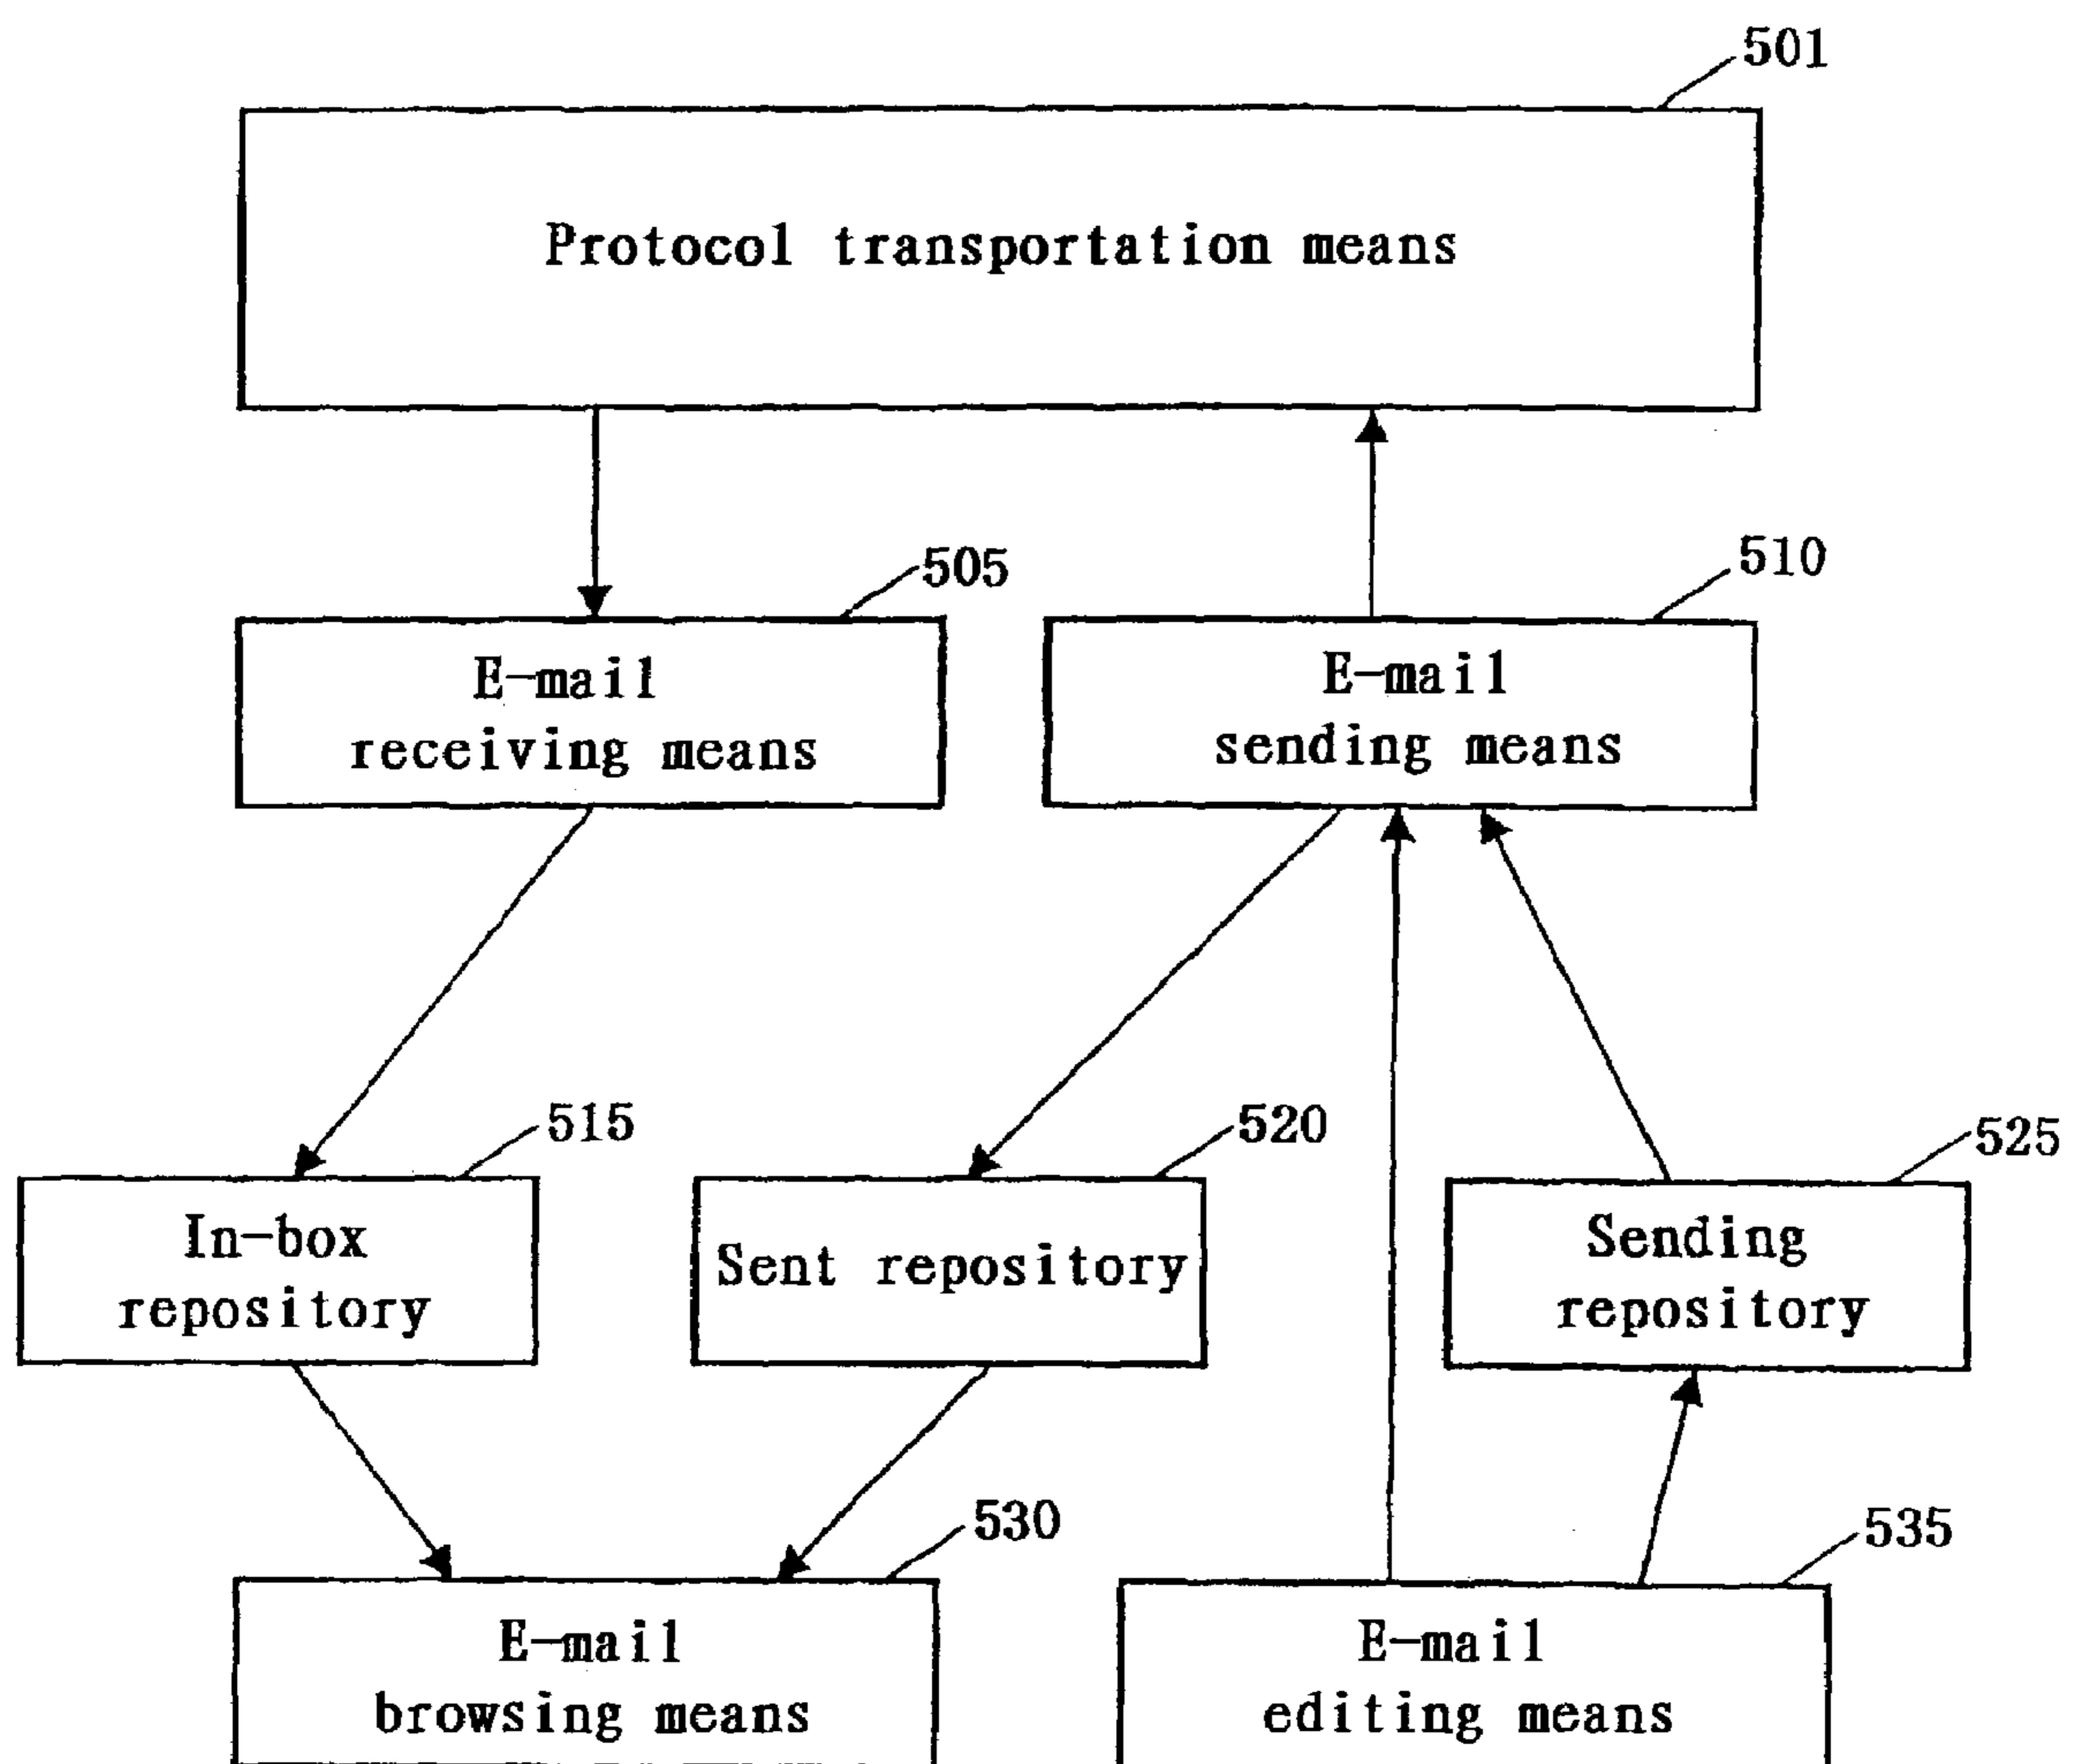 501
Protocol transportation means
505
510
E-mail
receiving means
E-mail
sending means
515
520
525
In-box
repository
Sent repository
Sending
repository
530
535
E-mail
browsing means
E-mail
editing means